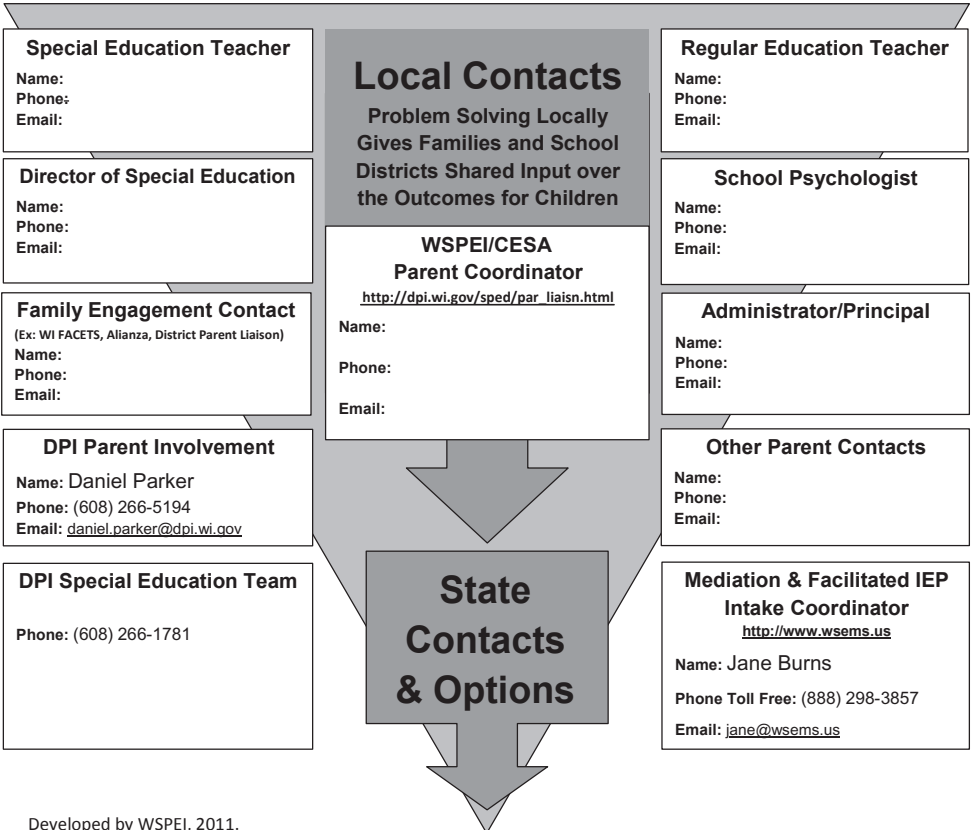 Special Education Teacher
Name:
Phone:
Email:
Director of Special Education
Name:
Phone:
Email:
Family Engagement Contact
(Ex: WI FACETS, Alianza, District Parent Liaison)
Name:
Phone:
Email:
DPI Parent Involvement
Name: Daniel Parker
Phone: (608) 266-5194
Email: daniel.parker@dpi.wi.gov
DPI Special Education Team
Phone: (608) 266-1781
Local Contacts
Problem Solving Locally
Gives Families and School
Districts Shared Input over
the Outcomes for Children
WSPEI/CESA
Parent Coordinator
http://dpi.wi.gov/sped/par_liaisn.html
Name:
Phone:
Email:
State
Contacts
& Options
Regular Education Teacher
Name:
Phone:
Email:
School Psychologist
Name:
Phone:
Email:
Administrator/Principal
Name:
Phone:
Email:
Other Parent Contacts
Name:
Phone:
Email:
Mediation & Facilitated IEP
Intake Coordinator
http://www.wsems.us
Name: Jane Burns
Phone Toll Free: (888) 298-3857
Email: jane@wsems.us
Developed by WSPEI, 2011.